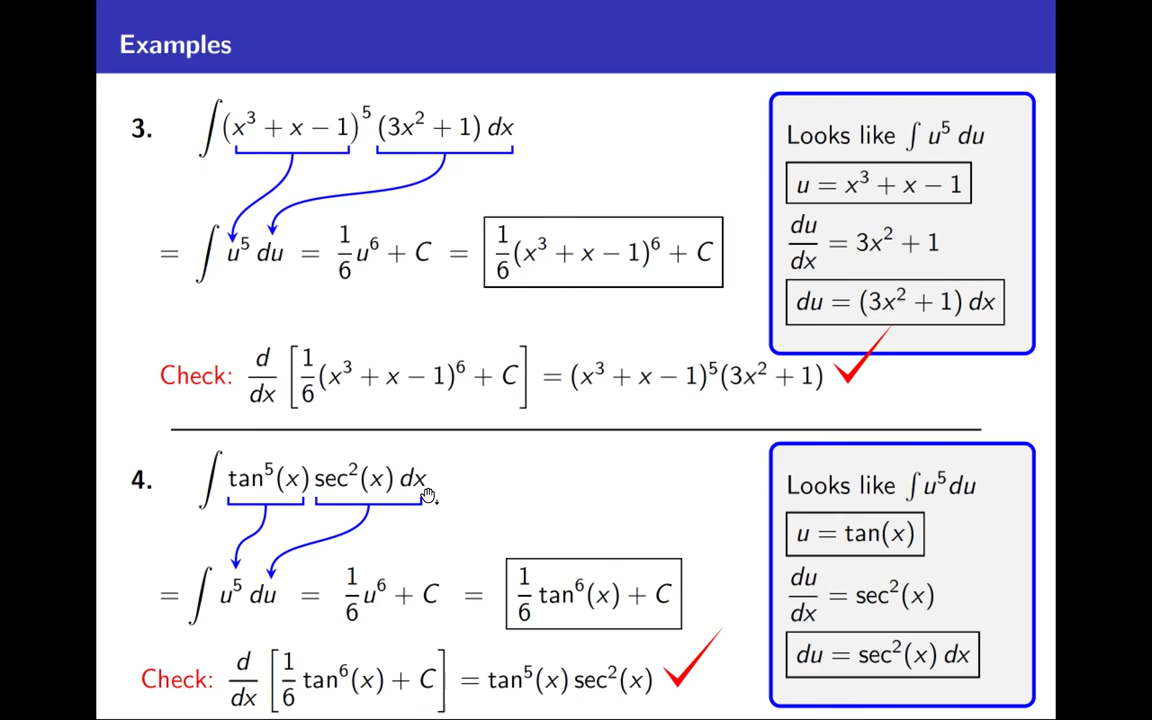 Examples
3. ∫(x³ + x − 1)⁵ (3x² + 1) dx
= ∫ u⁵ du = 1/6 u⁶ + C = 1/6 (x³ + x − 1)⁶ + C
Check: d/dx [1/6 (x³ + x − 1)⁶ + C] = (x³ + x − 1)⁵(3x² + 1)
Looks like ∫ u⁵ du
u = x³ + x − 1
du/dx = 3x² + 1
du = (3x² + 1) dx
4. ∫ tan⁵(x) sec²(x) dx
= ∫ u⁵ du = 1/6 u⁶ + C = 1/6 tan⁶(x) + C
Check: d/dx [1/6 tan⁶(x) + C] = tan⁵(x) sec²(x)
Looks like ∫ u⁵du
u = tan(x)
du/dx = sec²(x)
du = sec²(x) dx